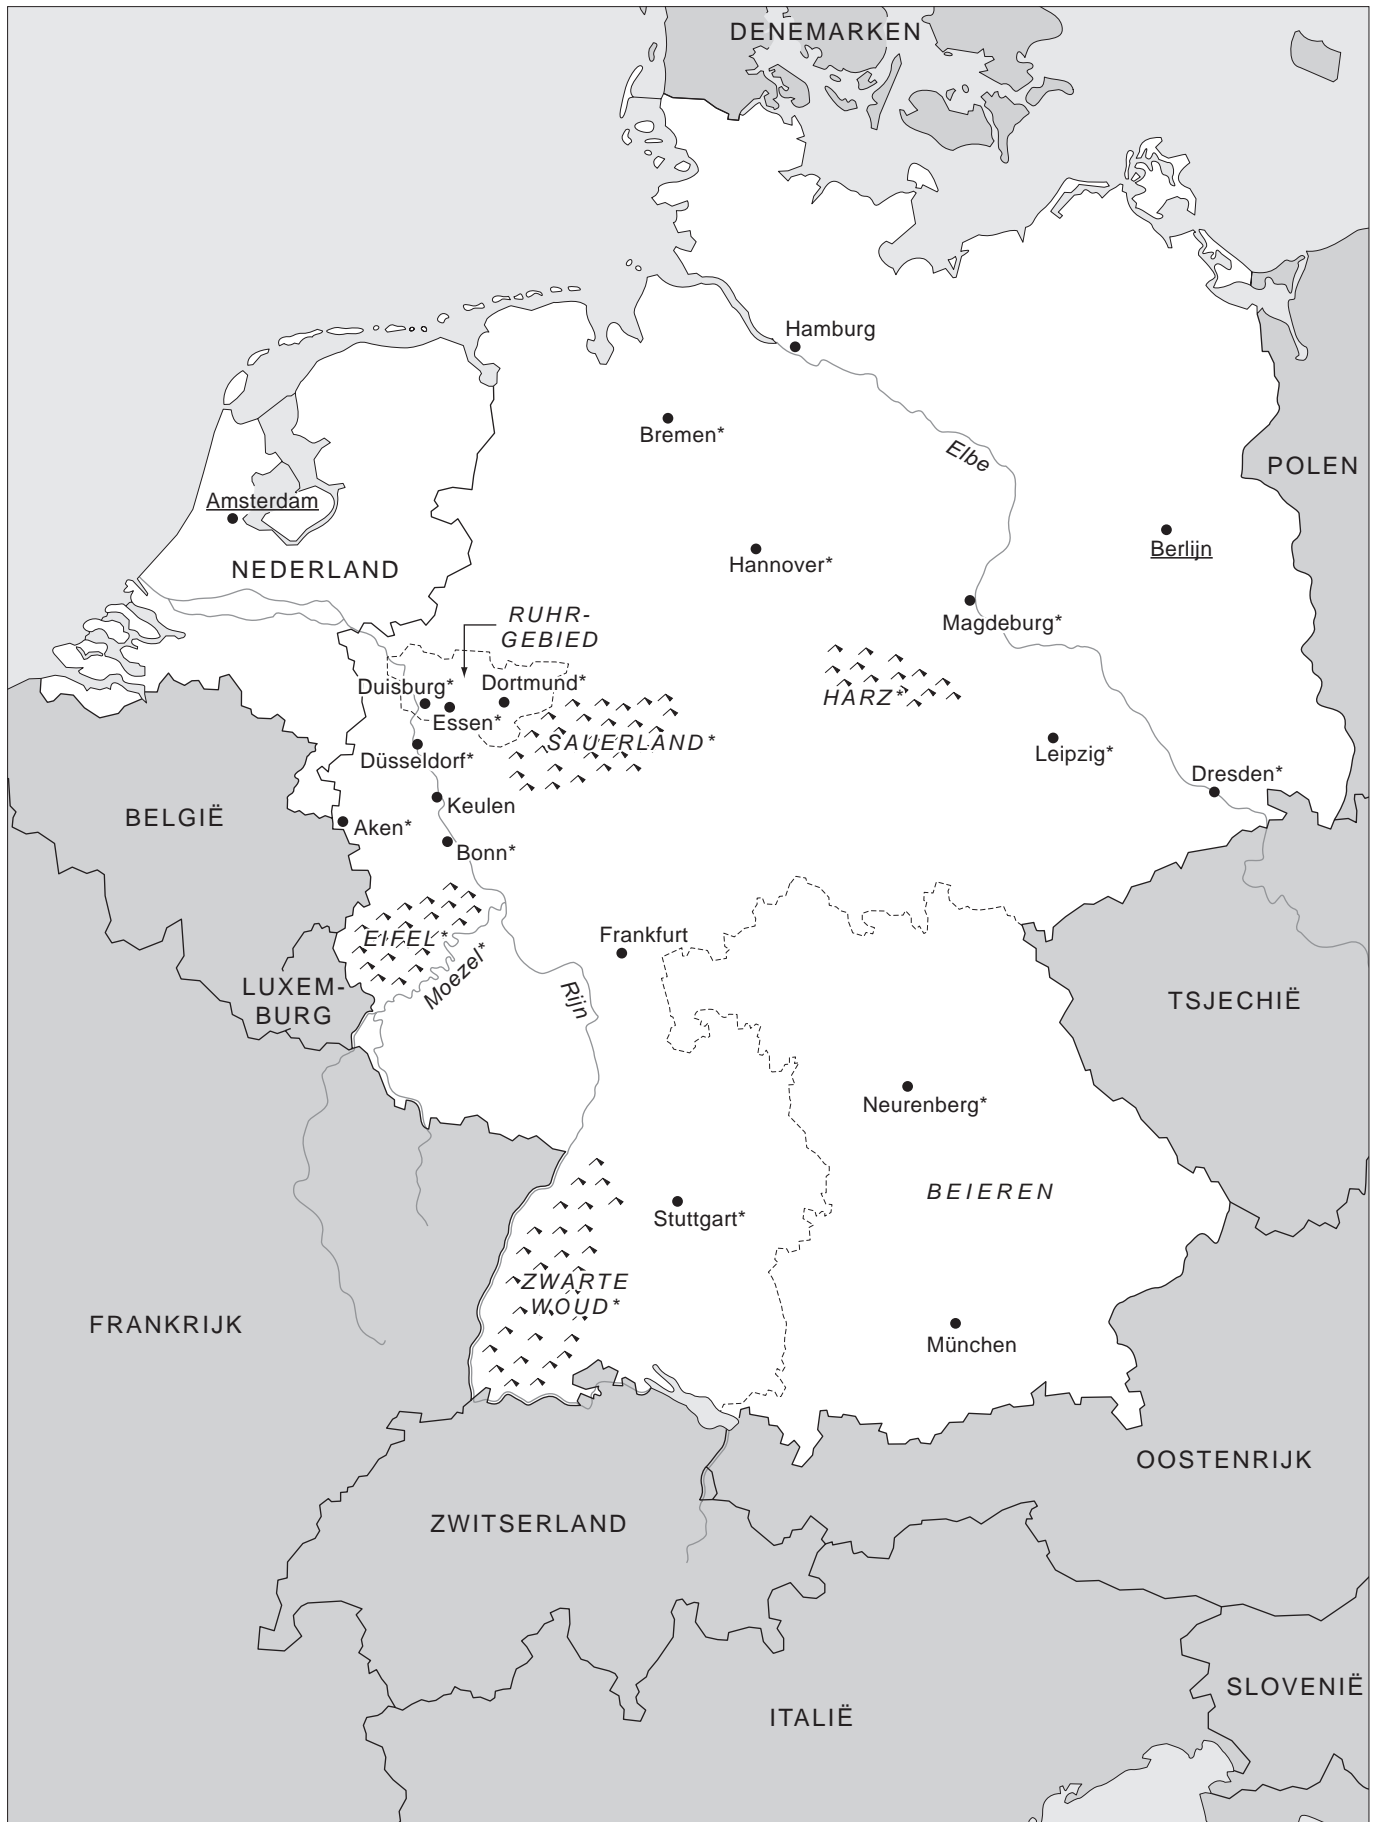 DENEMARKEN
Hamburg
Bremen*
Elbe
POLEN
Amsterdam
Berlijn
Hannover*
NEDERLAND
RUHR-
GEBIED
Magdeburg*
Duisburg*
Dortmund*
HARZ*
Essen*
SAUERLAND*
Düsseldorf*
Leipzig*
Dresden*
Keulen
BELGIË
Aken*
Bonn*
EIFEL*
Frankfurt
Moezel*
LUXEM-
BURG
Rijn
TSJECHIË
Neurenberg*
BEIEREN
Stuttgart*
ZWARTE
WOUD*
FRANKRIJK
München
OOSTENRIJK
ZWITSERLAND
SLOVENIË
ITALIË